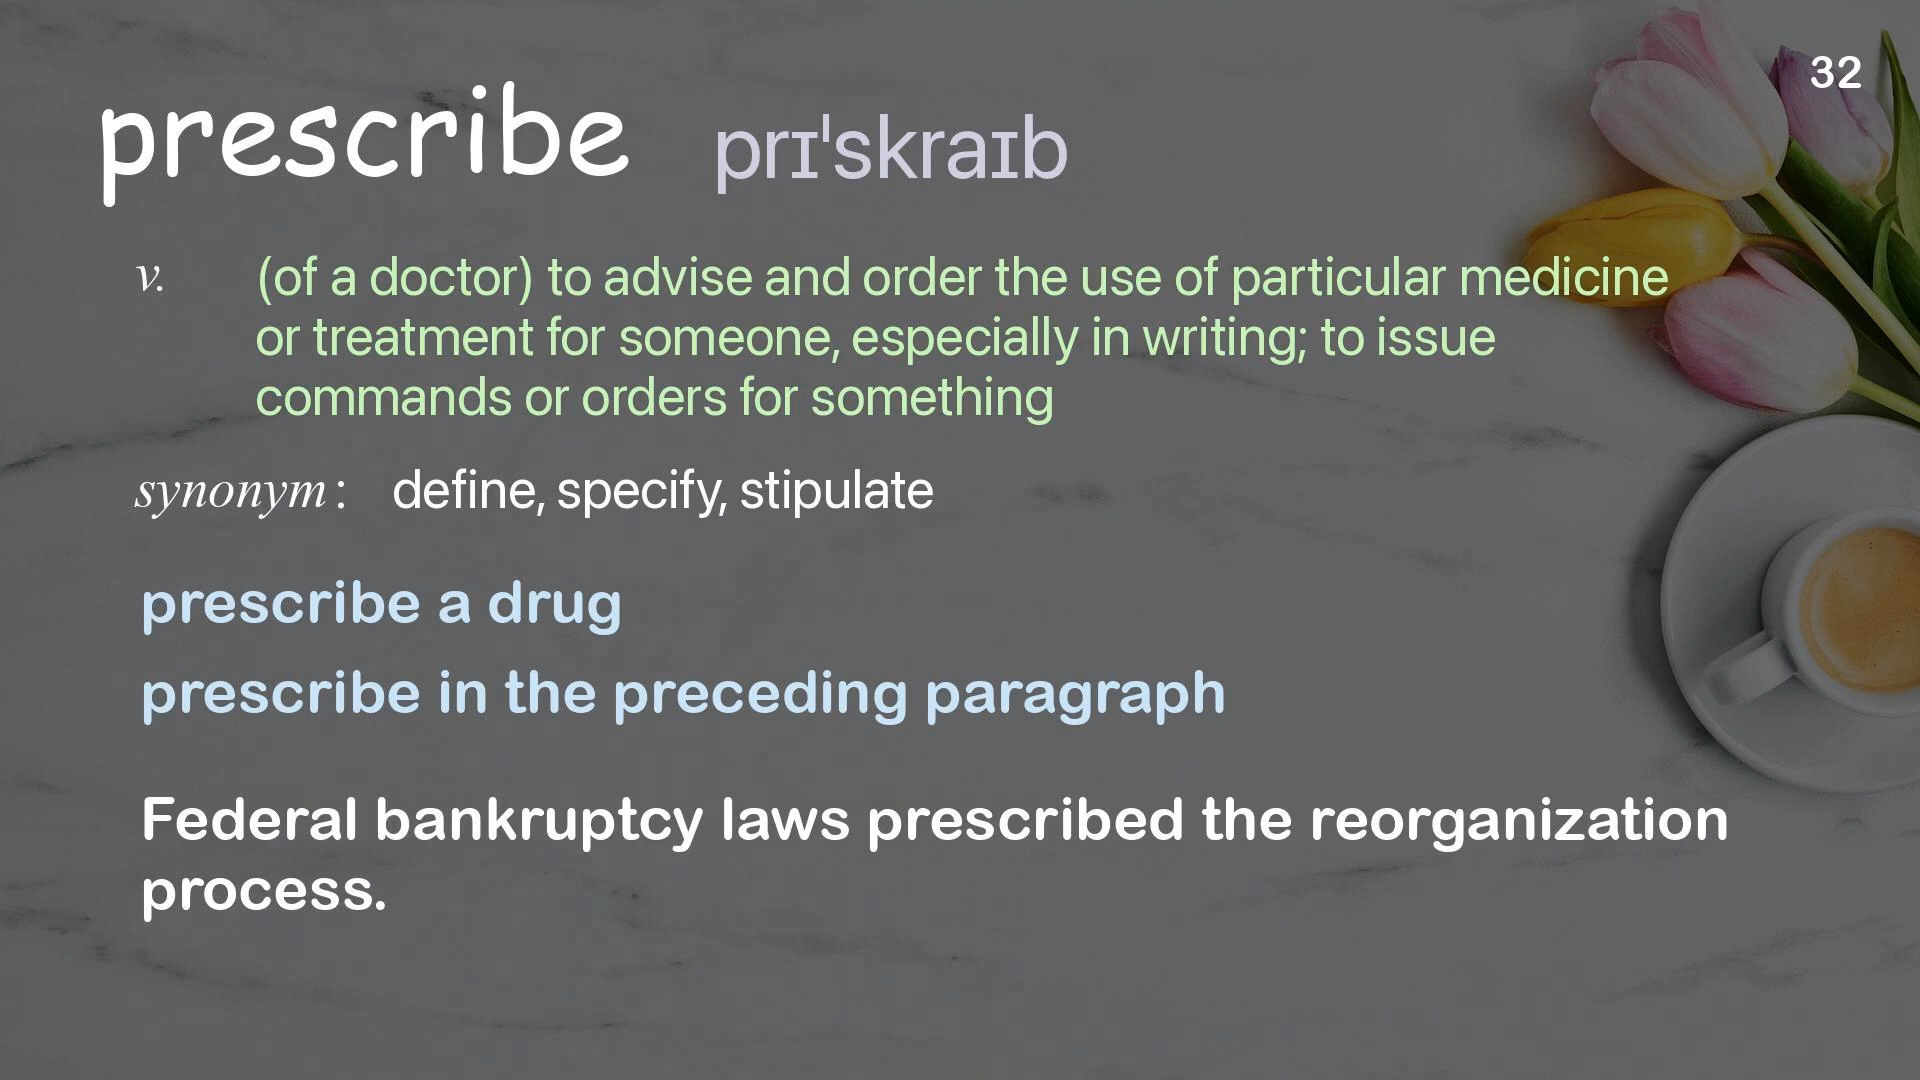 32
prescribe prɪˈskraɪb
v. (of a doctor) to advise and order the use of particular medicine
or treatment for someone, especially in writing; to issue
commands or orders for something
synonym : define, specify, stipulate
prescribe a drug
prescribe in the preceding paragraph
Federal bankruptcy laws prescribed the reorganization
process.